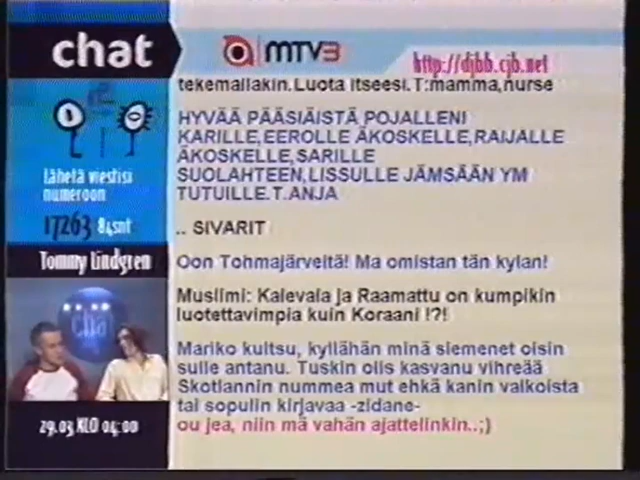 chat
MTV3
http://djbb.cjb.net
tekemallakin.Luota itseesi.T:mamma,nurse
HYVÄÄ PÄÄSIÄISTÄ POJALLENI
KARILLE,EEROLLE ÄKOSKELLE,RAIJALLE
ÄKOSKELLE,SARILLE
SUOLAHTEEN,LISSULLE JÄMSÄÄN YM
TUTUILLE.T.ANJA
.. SIVARIT
Oon Tohmajärveltä! Ma omistan tän kylan!
Muslimi: Kalevala ja Raamattu on kumpikin
luotettavimpia kuin Koraani !?!
Mariko kultsu, kyllähän minä siemenet oisin
sulle antanu. Tuskin olis kasvanu vihreää
Skotlannin nummea mut ehkä kanin valkoista
tai sopulin kirjavaa -zidane-
ou jea, niin mä vahän ajattelinkin..;)
Lähetä viestisi
numeroon
17263 84snt
Tommy Lindgren
chat
29.03 KLO 04:00